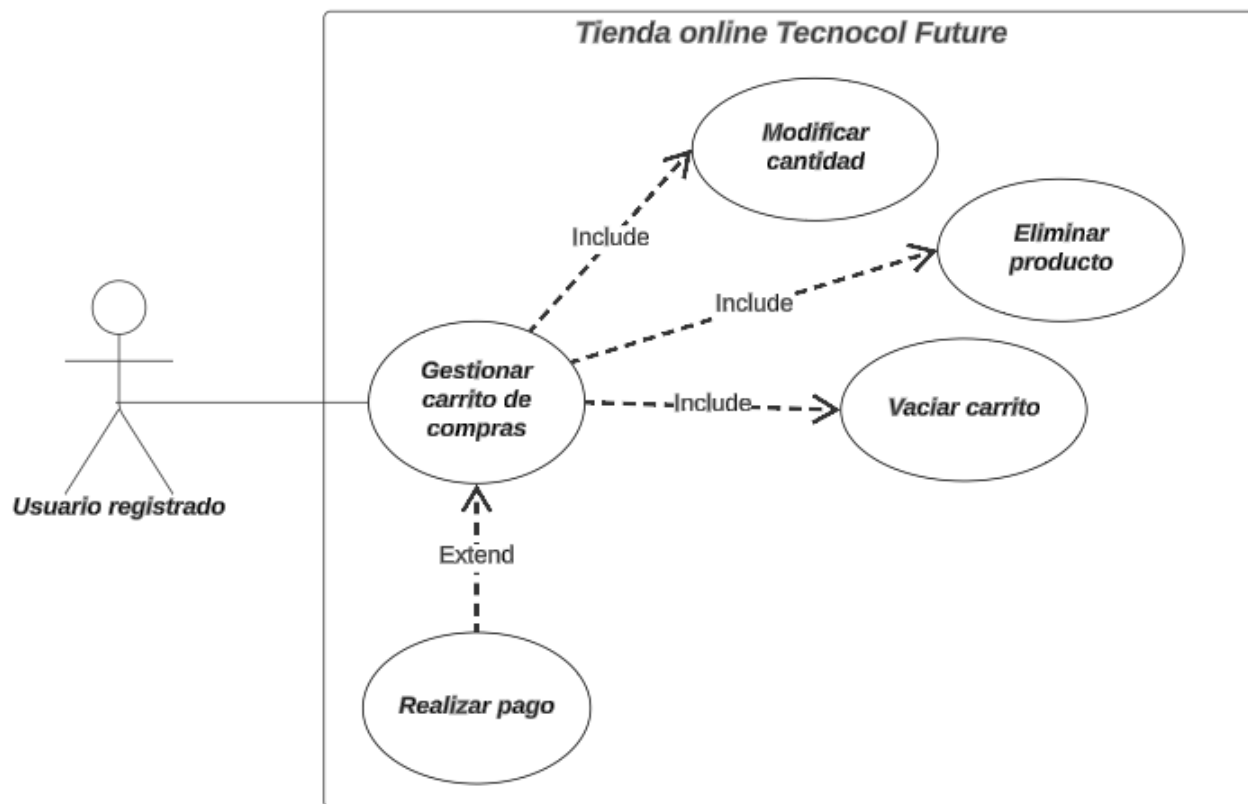 Tienda online Tecnocol Future
Modificar
cantidad
Include
Eliminar
producto
Include
Gestionar
carrito de
compras
Include
Vaciar carrito
Usuario registrado
Extend
Realizar pago